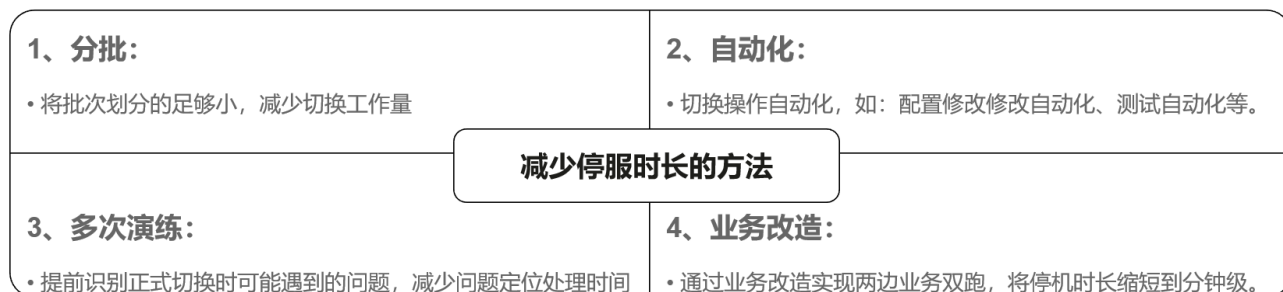 1、分批：
• 将批次划分的足够小，减少切换工作量
2、自动化：
• 切换操作自动化，如：配置修改修改自动化、测试自动化等。
减少停服时长的方法
3、多次演练：
• 提前识别正式切换时可能遇到的问题，减少问题定位处理时间
4、业务改造：
• 通过业务改造实现两边业务双跑，将停机时长缩短到分钟级。